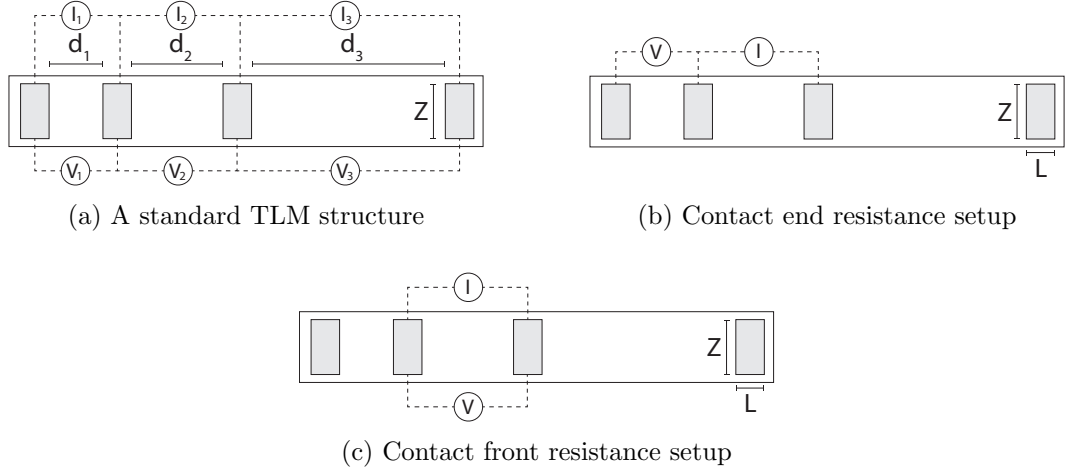 I₁ I₂ I₃
d₁ d₂ d₃
Z
V₁ V₂ V₃
(a) A standard TLM structure
V I
Z
L
(b) Contact end resistance setup
I
Z
V
L
(c) Contact front resistance setup